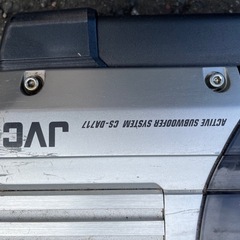 ACTIVE SUBWOOFER SYSTEM CS-DA717
JVC